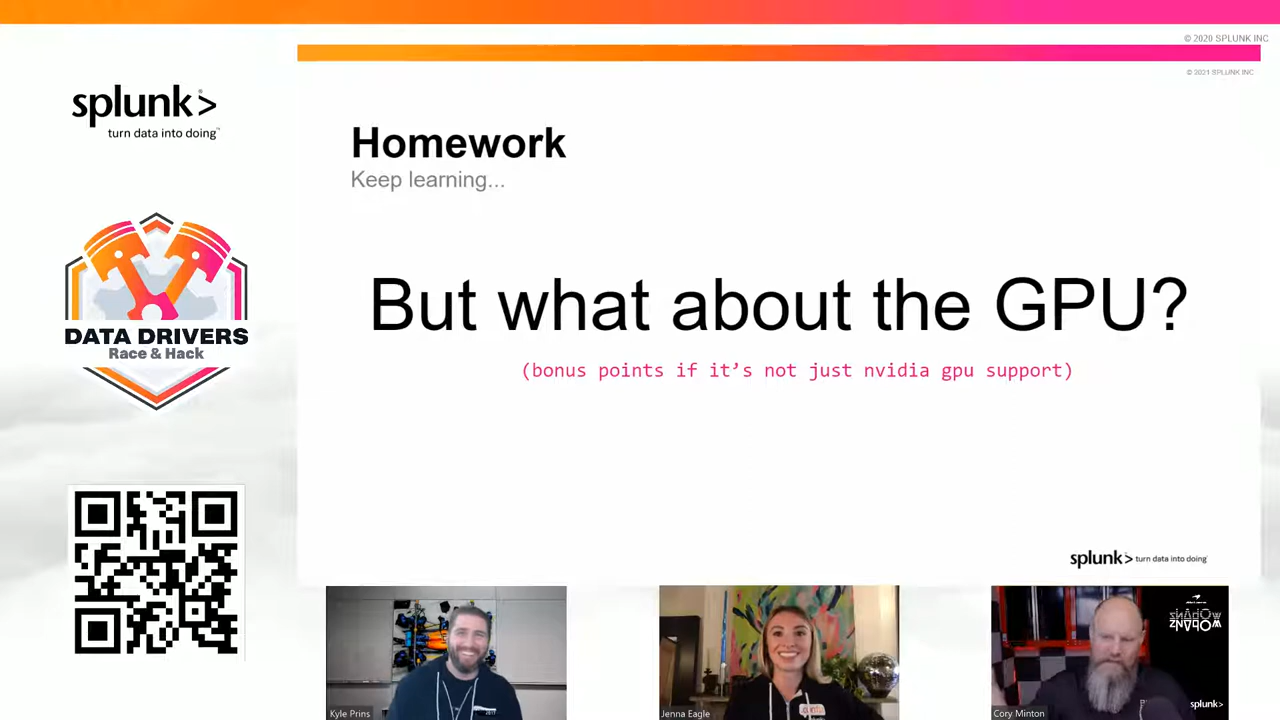 © 2020 SPLUNK INC
© 2021 SPLUNK INC
splunk>
turn data into doing™
Homework
Keep learning...
DATA DRIVERS
Race & Hack
But what about the GPU?
(bonus points if it's not just nvidia gpu support)
splunk> turn data into doing™
Kyle Prins
Jenna Eagle
Cory Minton
splunk>